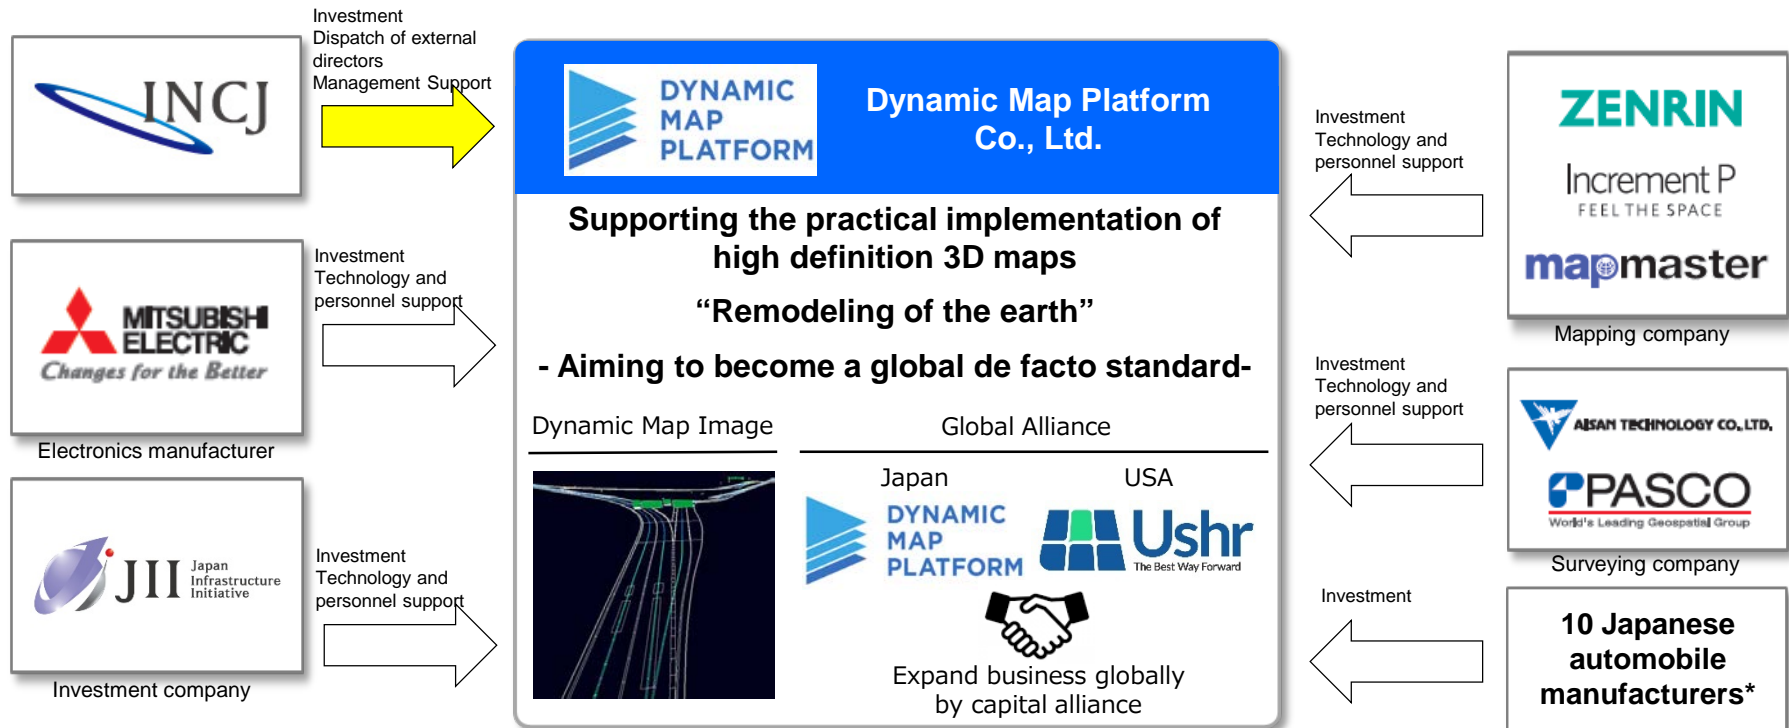 Investment
Dispatch of external
directors
Management Support
INCJ
Investment
Technology and
personnel support
MITSUBISHI
ELECTRIC
Changes for the Better
Electronics manufacturer
Investment
Technology and
personnel support
JII
Japan
Infrastructure
Initiative
Investment company
DYNAMIC
MAP
PLATFORM
Dynamic Map Platform
Co., Ltd.
Supporting the practical implementation of
high definition 3D maps
“Remodeling of the earth”
- Aiming to become a global de facto standard-
Dynamic Map Image
Global Alliance
Japan
USA
DYNAMIC
MAP
PLATFORM
Ushr
The Best Way Forward
Expand business globally
by capital alliance
Investment
Technology and
personnel support
ZENRIN
Increment P
FEEL THE SPACE
mapmaster
Mapping company
Investment
Technology and
personnel support
AISAN TECHNOLOGY CO., LTD.
PASCO
World's Leading Geospatial Group
Surveying company
Investment
10 Japanese
automobile
manufacturers*